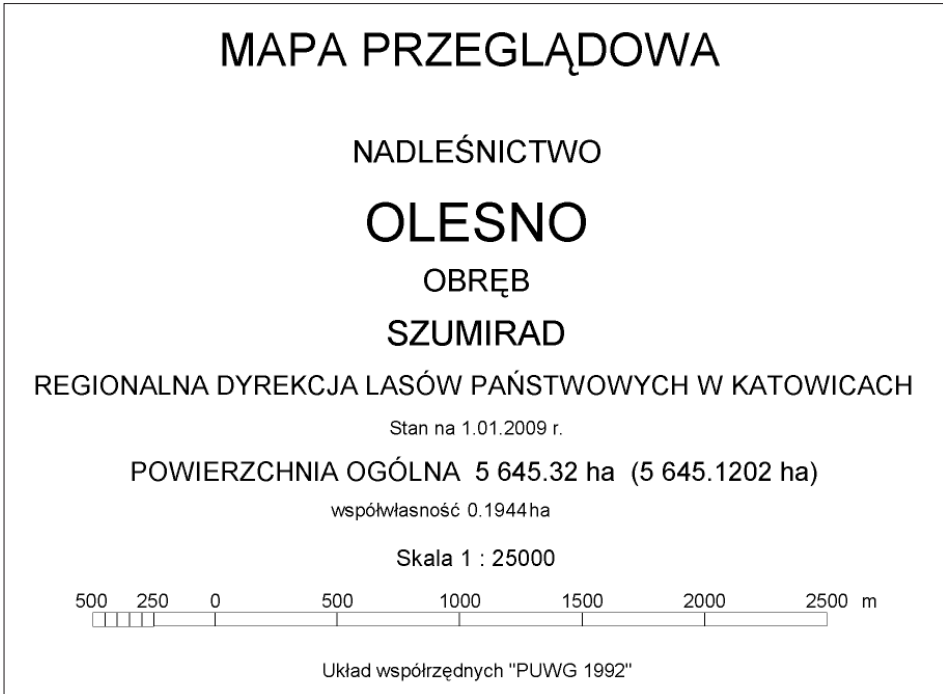 MAPA PRZEGLĄDOWA
NADLEŚNICTWO
OLESNO
OBRĘB
SZUMIRAD
REGIONALNA DYREKCJA LASÓW PAŃSTWOWYCH W KATOWICACH
Stan na 1.01.2009 r.
POWIERZCHNIA OGÓLNA 5 645.32 ha (5 645.1202 ha)
współwłasność 0.1944ha
Skala 1 : 25000
500 250 0 500 1000 1500 2000 2500 m
Układ współrzędnych "PUWG 1992"